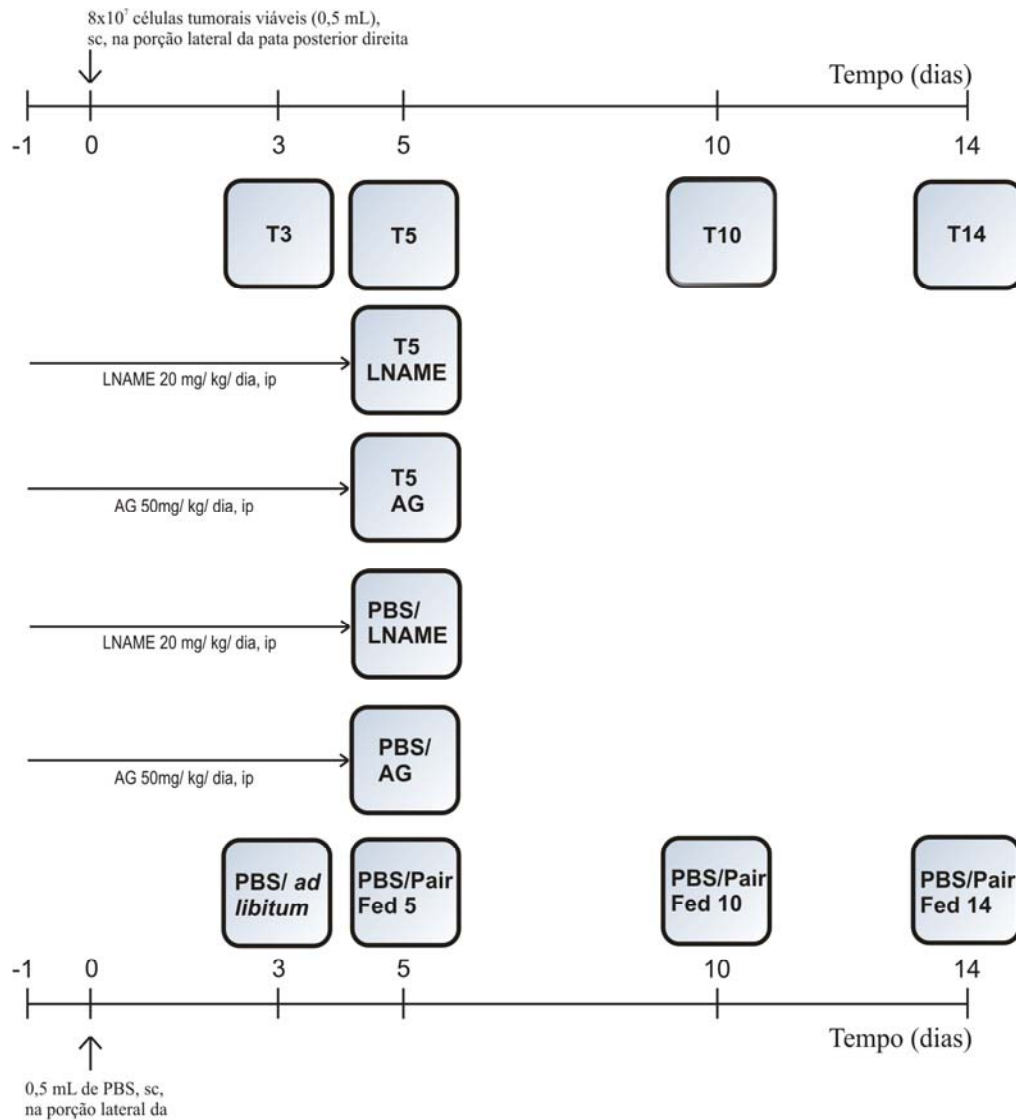 8x10⁷ células tumorais viáveis (0,5 mL),
sc, na porção lateral da pata posterior direita
Tempo (dias)
-1 0 3 5 10 14
T3 T5 T10 T14
T5
LNAME
LNAME 20 mg/ kg/ dia, ip
T5
AG
AG 50mg/ kg/ dia, ip
PBS/
LNAME
LNAME 20 mg/ kg/ dia, ip
PBS/
AG
AG 50mg/ kg/ dia, ip
PBS/ ad
libitum
PBS/Pair
Fed 5
PBS/Pair
Fed 10
PBS/Pair
Fed 14
-1 0 3 5 10 14
Tempo (dias)
0,5 mL de PBS, sc,
na porção lateral da